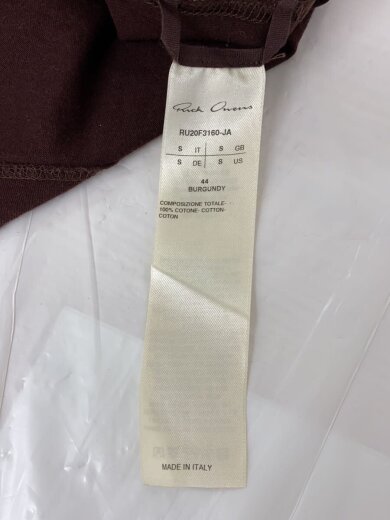 Rick Owens
RU20F3160-JA
S IT S GB
S DE S US
44
BURGUNDY
COMPOSIZIONE TOTALE-
100% COTONE- COTTON-
COTON
MADE IN ITALY